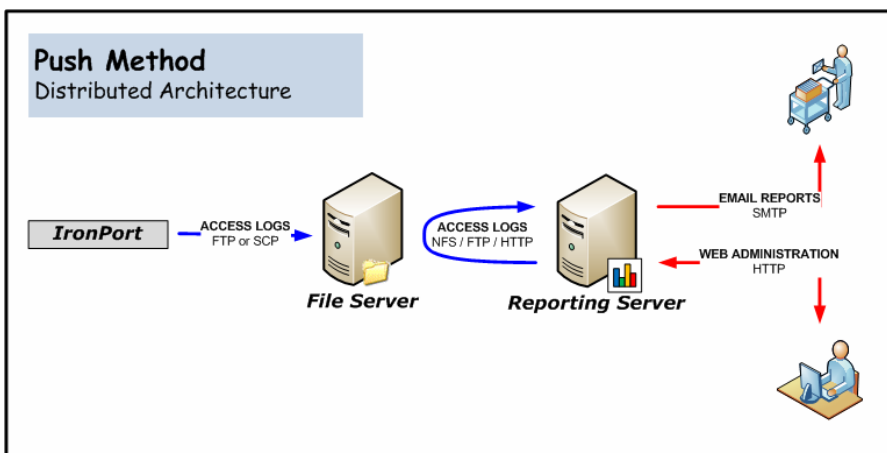 Push Method
Distributed Architecture
IronPort
ACCESS LOGS
FTP or SCP
File Server
ACCESS LOGS
NFS / FTP / HTTP
Reporting Server
EMAIL REPORTS
SMTP
WEB ADMINISTRATION
HTTP